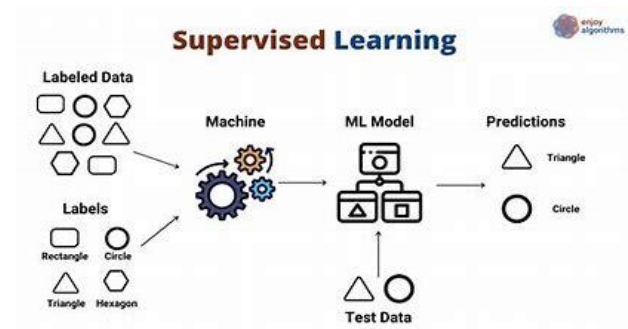 enjoy
algorithms
Supervised Learning
Labeled Data
Machine
ML Model
Predictions
Triangle
Circle
Labels
Rectangle Circle
Triangle Hexagon
Test Data